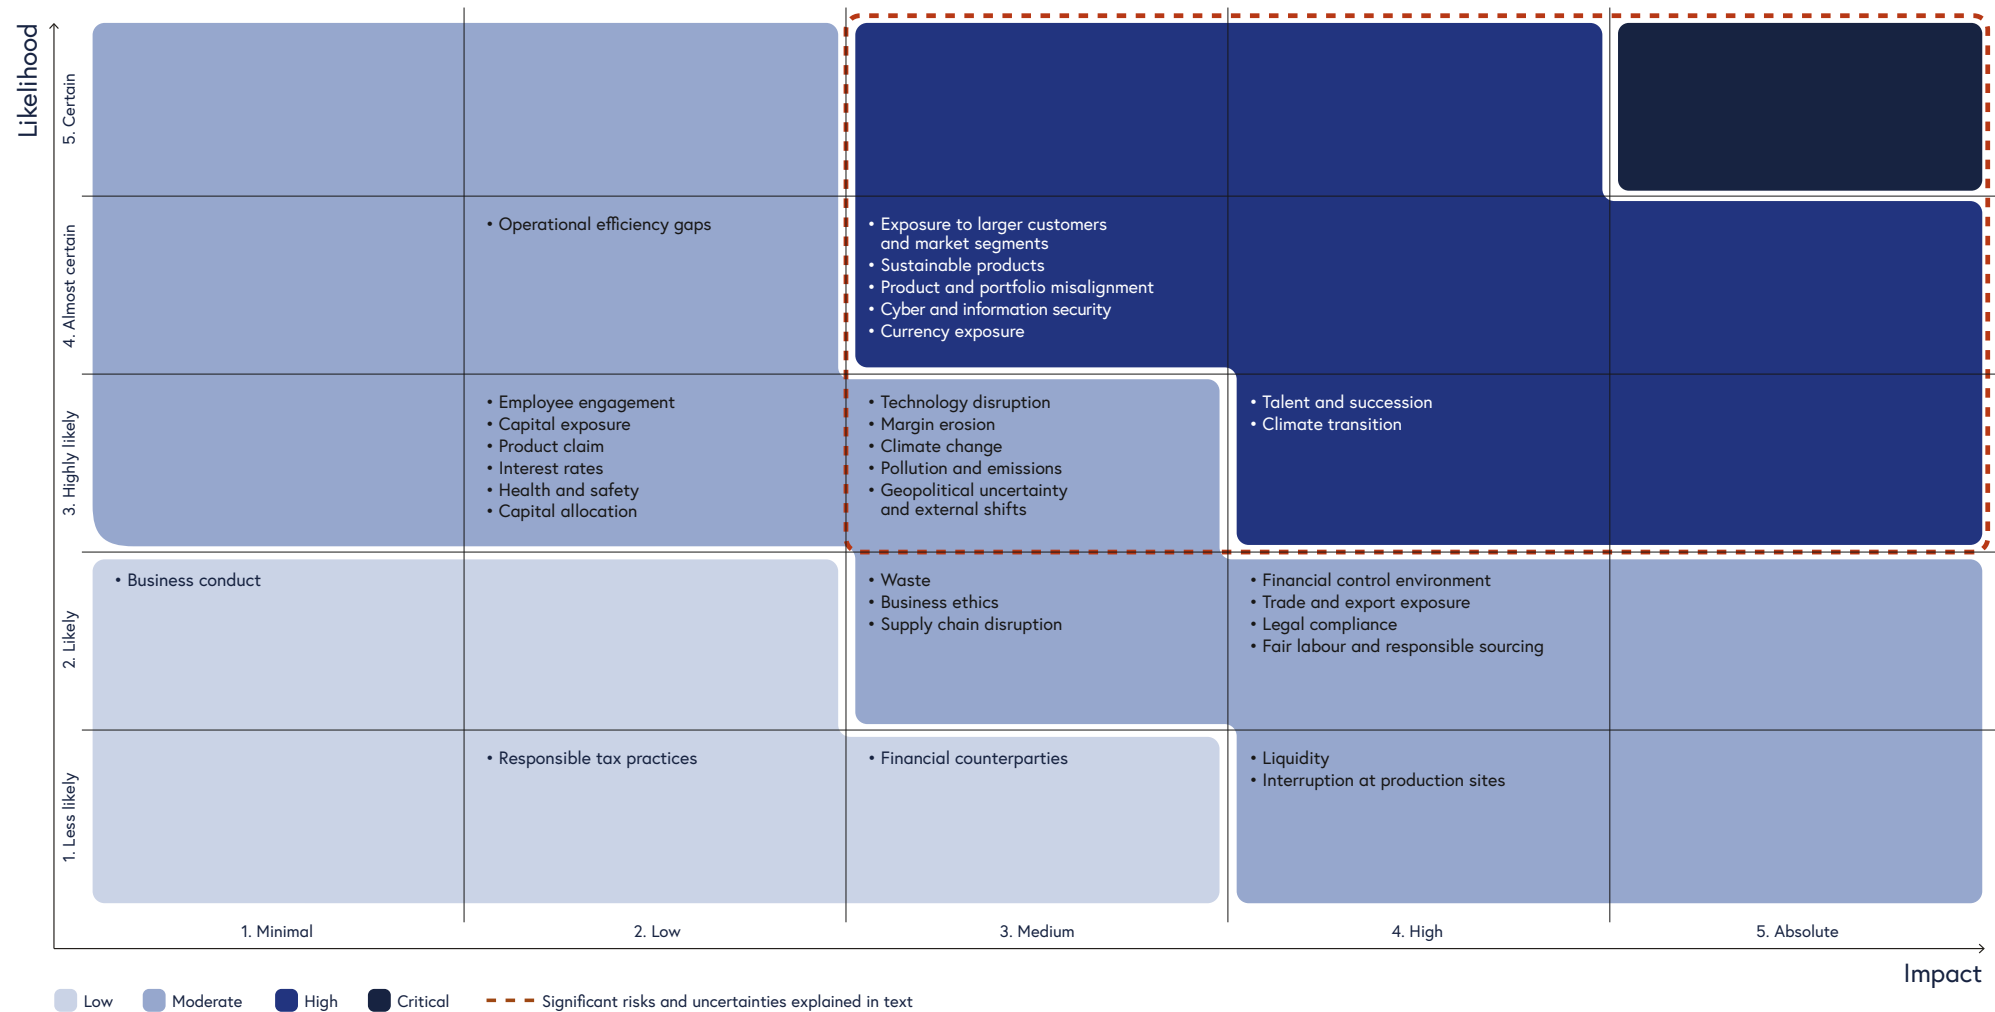 Likelihood
5. Certain
4. Almost certain
• Operational efficiency gaps
• Exposure to larger customers
and market segments
• Sustainable products
• Product and portfolio misalignment
• Cyber and information security
• Currency exposure
3. Highly likely
• Employee engagement
• Capital exposure
• Product claim
• Interest rates
• Health and safety
• Capital allocation
• Technology disruption
• Margin erosion
• Climate change
• Pollution and emissions
• Geopolitical uncertainty
and external shifts
• Talent and succession
• Climate transition
2. Likely
• Business conduct
• Waste
• Business ethics
• Supply chain disruption
• Financial control environment
• Trade and export exposure
• Legal compliance
• Fair labour and responsible sourcing
1. Less likely
• Responsible tax practices
• Financial counterparties
• Liquidity
• Interruption at production sites
1. Minimal
2. Low
3. Medium
4. High
5. Absolute
Impact
Low
Moderate
High
Critical
Significant risks and uncertainties explained in text